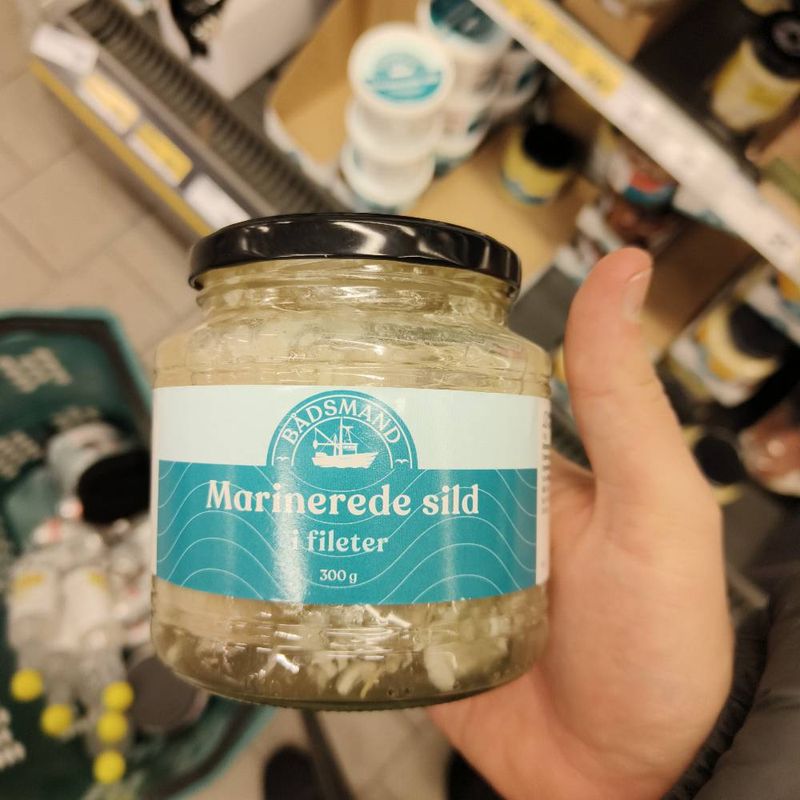 BÅDSMAND
Marinerede sild
i fileter
300 g